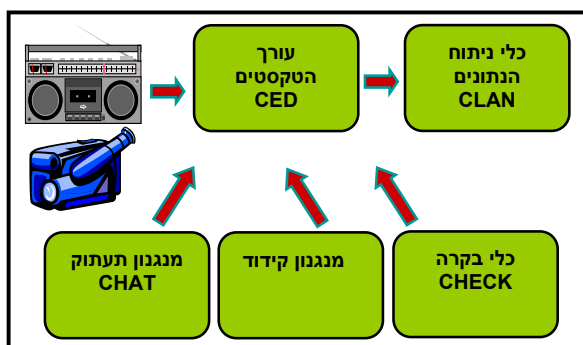 עורך
הטקסטים
CED
כלי ניתוח
הנתונים
CLAN
מנגנון תעתוק
CHAT
מנגנון קידוד
כלי בקרה
CHECK